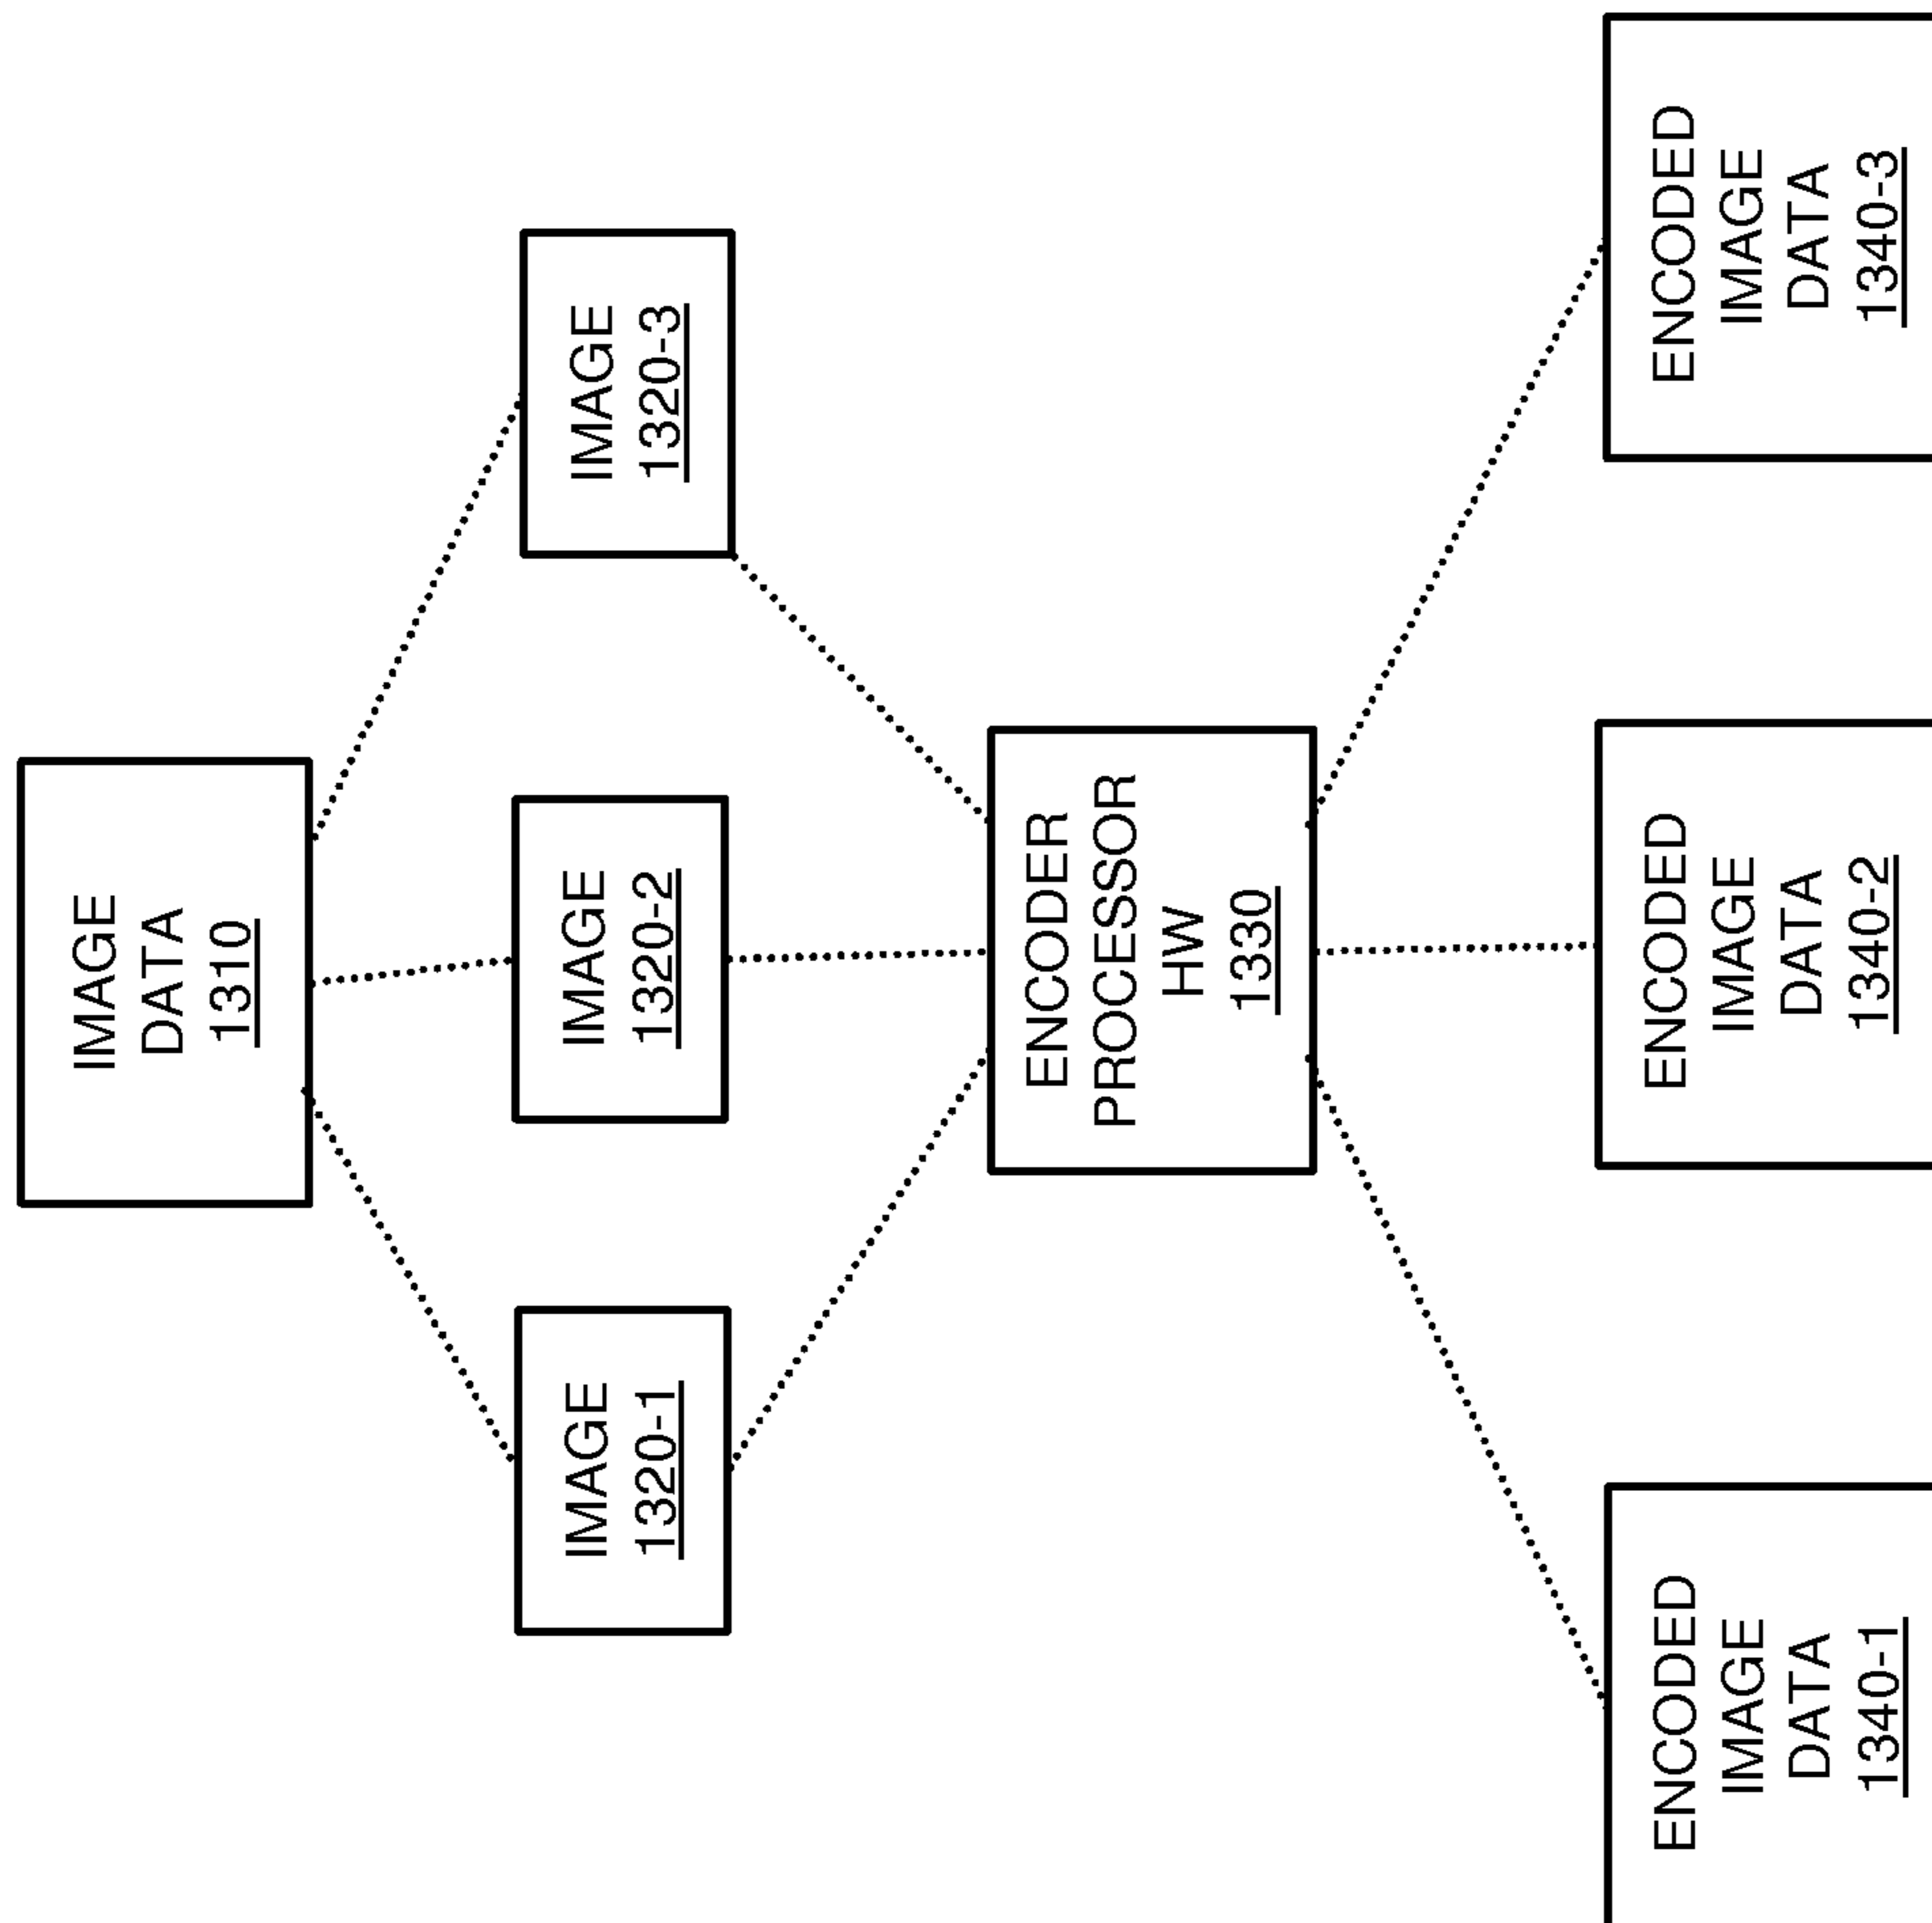 IMAGE
DATA
1310
IMAGE
1320-1
IMAGE
1320-2
IMAGE
1320-3
ENCODER
PROCESSOR
HW
1330
ENCODED
IMAGE
DATA
1340-1
ENCODED
IMAGE
DATA
1340-2
ENCODED
IMAGE
DATA
1340-3